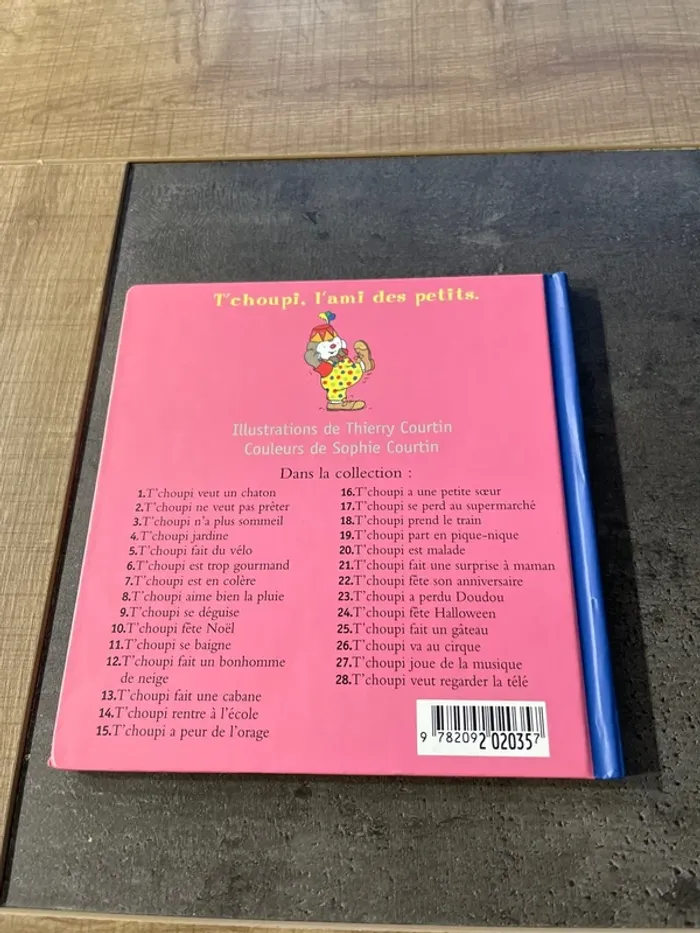 T'choupi, l'ami des petits.
Illustrations de Thierry Courtin
Couleurs de Sophie Courtin
Dans la collection :
1.T'choupi veut un chaton
2.T'choupi ne veut pas prêter
3.T'choupi n'a plus sommeil
4.T'choupi jardine
5.T'choupi fait du vélo
6.T'choupi est trop gourmand
7.T'choupi est en colère
8.T'choupi aime bien la pluie
9.T'choupi se déguise
10.T'choupi fête Noël
11.T'choupi se baigne
12.T'choupi fait un bonhomme
de neige
13.T'choupi fait une cabane
14.T'choupi rentre à l'école
15.T'choupi a peur de l'orage
16.T'choupi a une petite sœur
17.T'choupi se perd au supermarché
18.T'choupi prend le train
19.T'choupi part en pique-nique
20.T'choupi est malade
21.T'choupi fait une surprise à maman
22.T'choupi fête son anniversaire
23.T'choupi a perdu Doudou
24.T'choupi fête Halloween
25.T'choupi fait un gâteau
26.T'choupi va au cirque
27.T'choupi joue de la musique
28.T'choupi veut regarder la télé
9 782092 020357